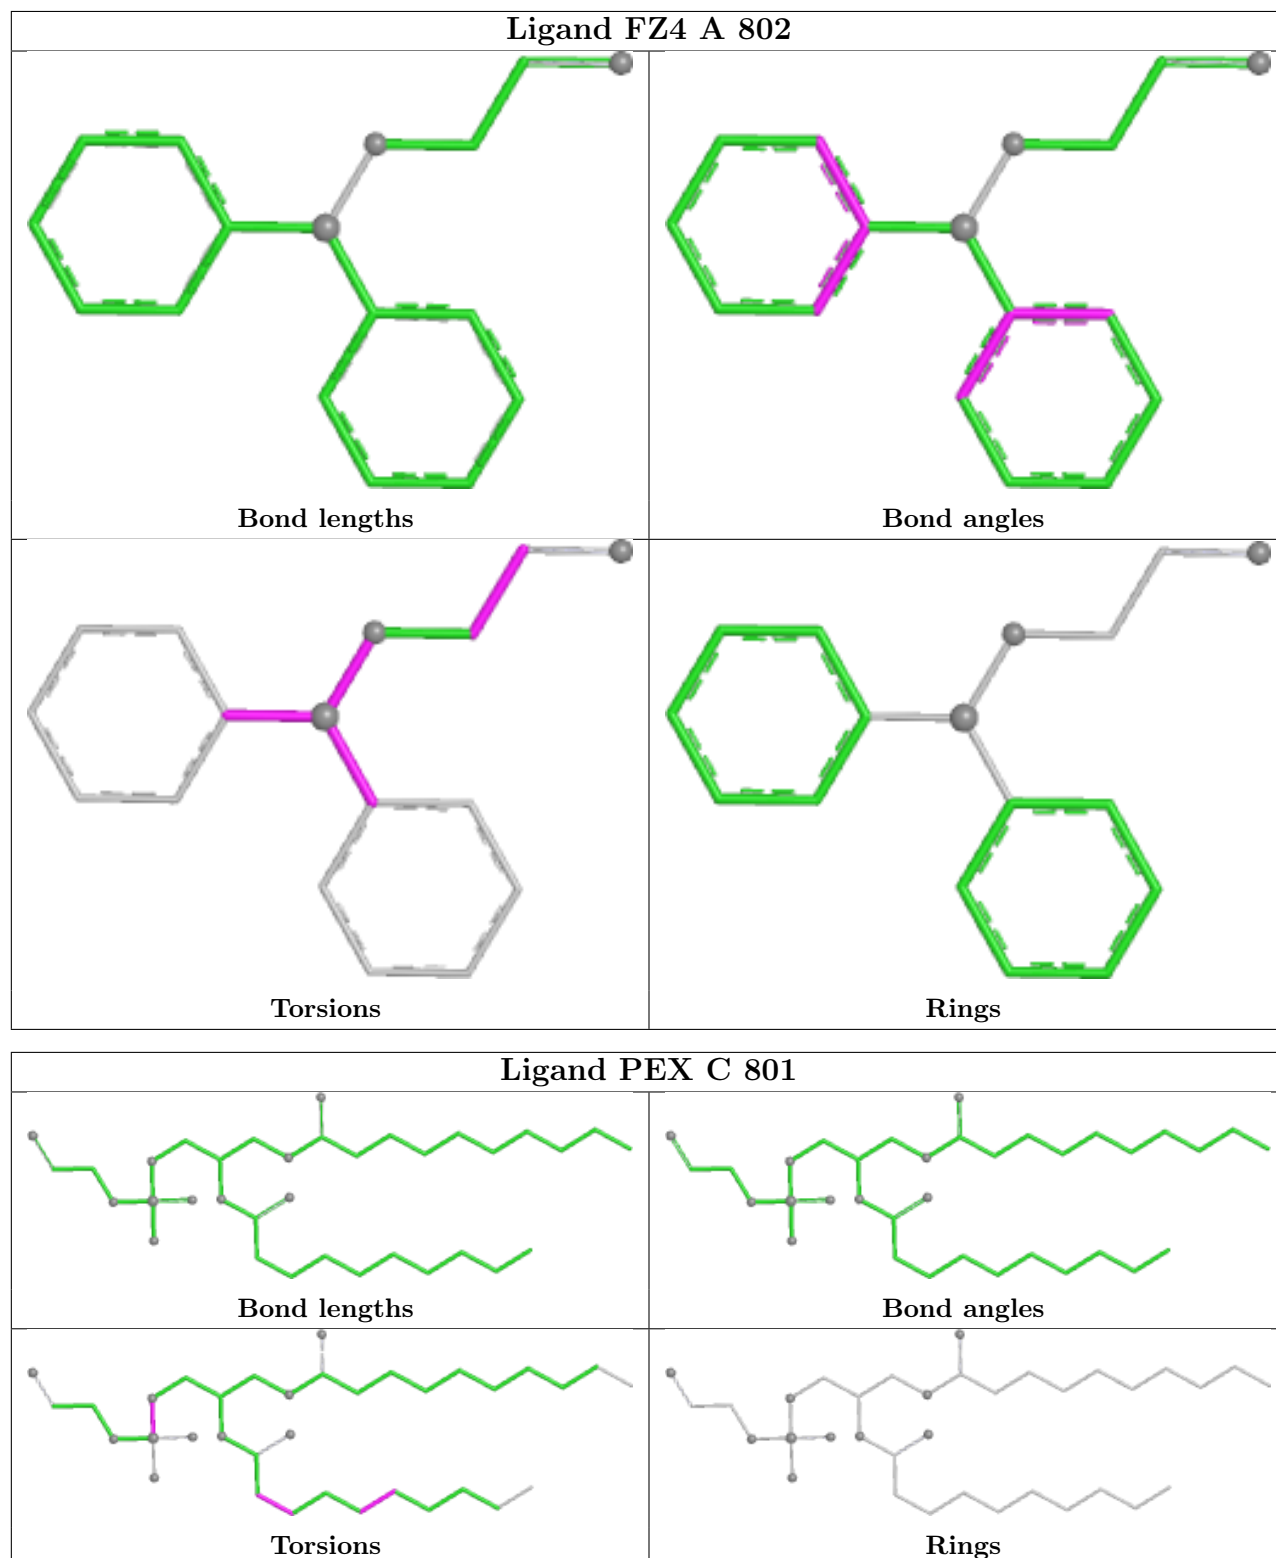 Ligand FZ4 A 802
Bond lengths
Bond angles
Torsions
Rings
Ligand PEX C 801
Bond lengths
Bond angles
Torsions
Rings